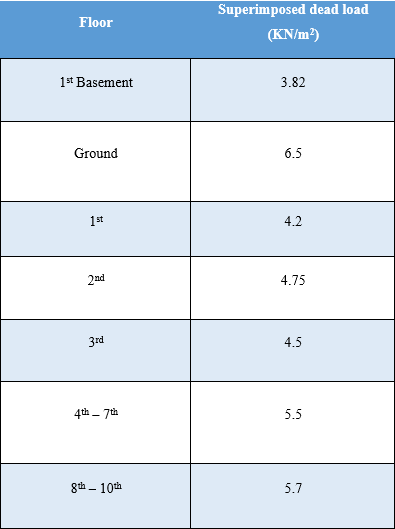 Floor
Superimposed dead load
(KN/m²)
1st Basement
3.82
Ground
6.5
1st
4.2
2nd
4.75
3rd
4.5
4th – 7th
5.5
8th – 10th
5.7